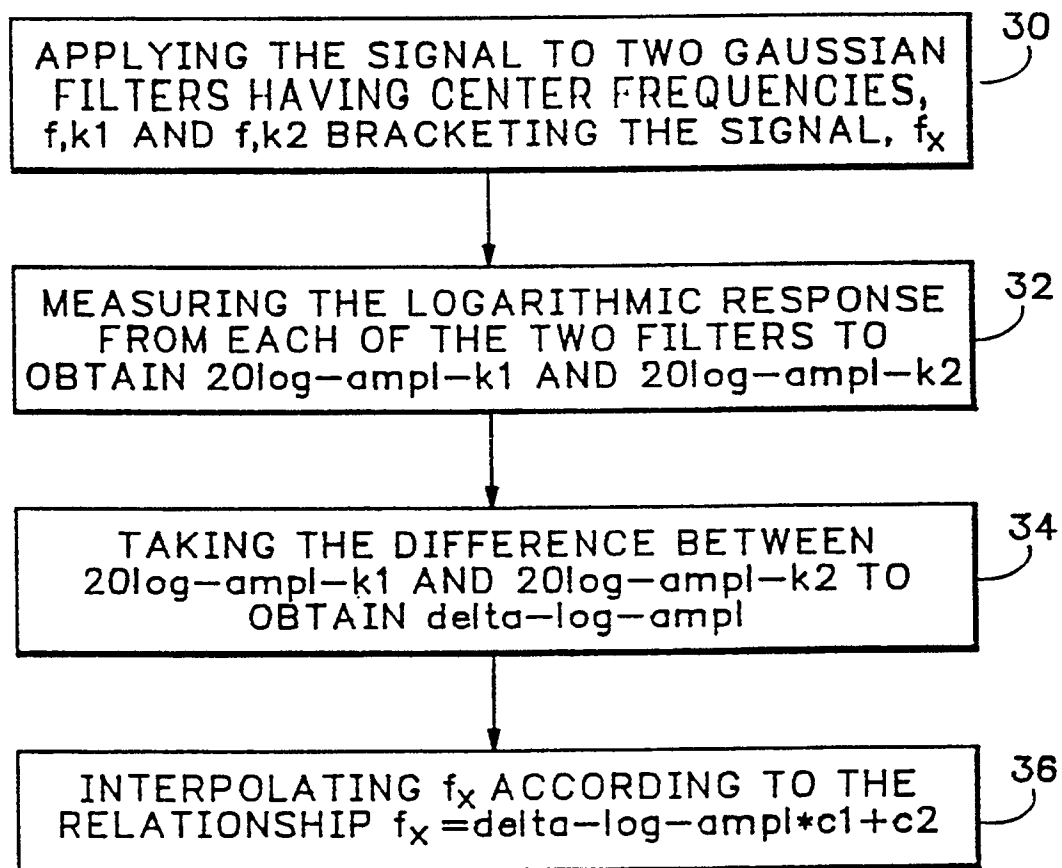 APPLYING THE SIGNAL TO TWO GAUSSIAN
FILTERS HAVING CENTER FREQUENCIES,
f,k1 AND f,k2 BRACKETING THE SIGNAL, fx
30
MEASURING THE LOGARITHMIC RESPONSE
FROM EACH OF THE TWO FILTERS TO
OBTAIN 20log-ampl-k1 AND 20log-ampl-k2
32
TAKING THE DIFFERENCE BETWEEN
20log-ampl-k1 AND 20log-ampl-k2 TO
OBTAIN delta-log-ampl
34
INTERPOLATING fx ACCORDING TO THE
RELATIONSHIP fx=delta-log-ampl*c1+c2
36